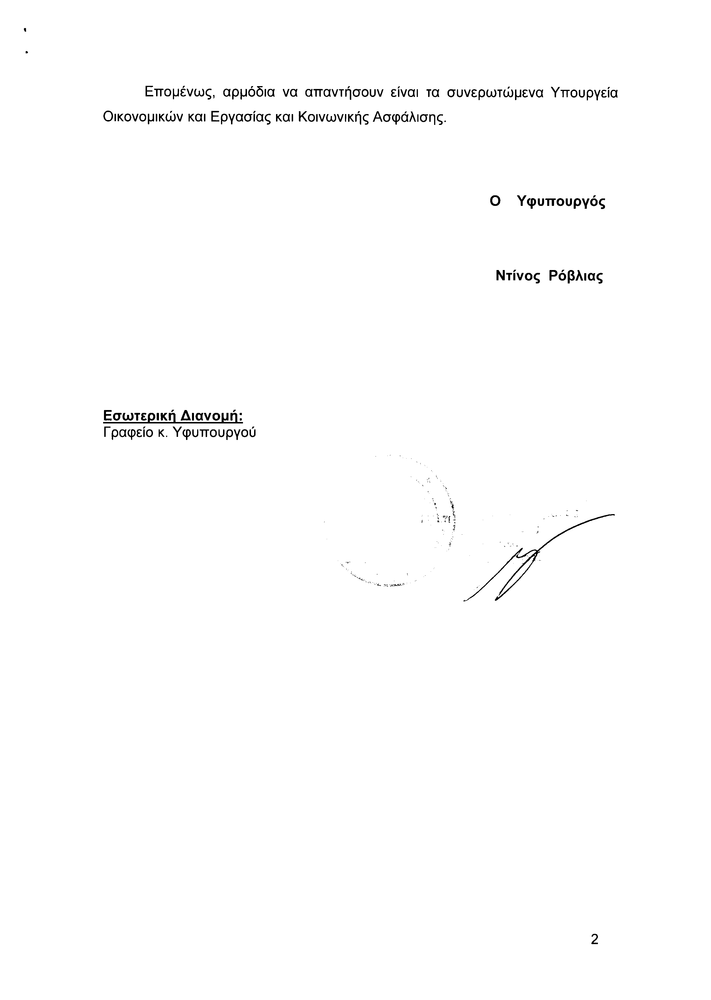 Επομένως, αρμόδια να απαντήσουν είναι τα συνερωτώμενα Υπουργεία
Οικονομικών και Εργασίας και Κοινωνικής Ασφάλισης.
Ο Υφυπουργός
Ντίνος Ρόβλιας
Εσωτερική Διανομή:
Γραφείο κ. Υφυπουργού
2